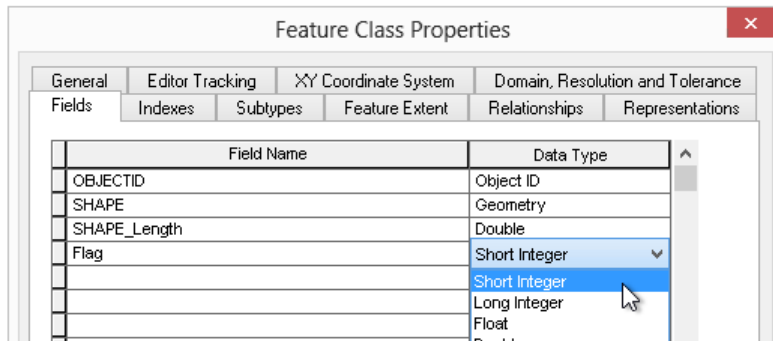 Feature Class Properties
General Editor Tracking XY Coordinate System Domain, Resolution and Tolerance
Fields Indexes Subtypes Feature Extent Relationships Representations
Field Name Data Type
OBJECTID Object ID
SHAPE Geometry
SHAPE_Length Double
Flag Short Integer
Short Integer
Long Integer
Float